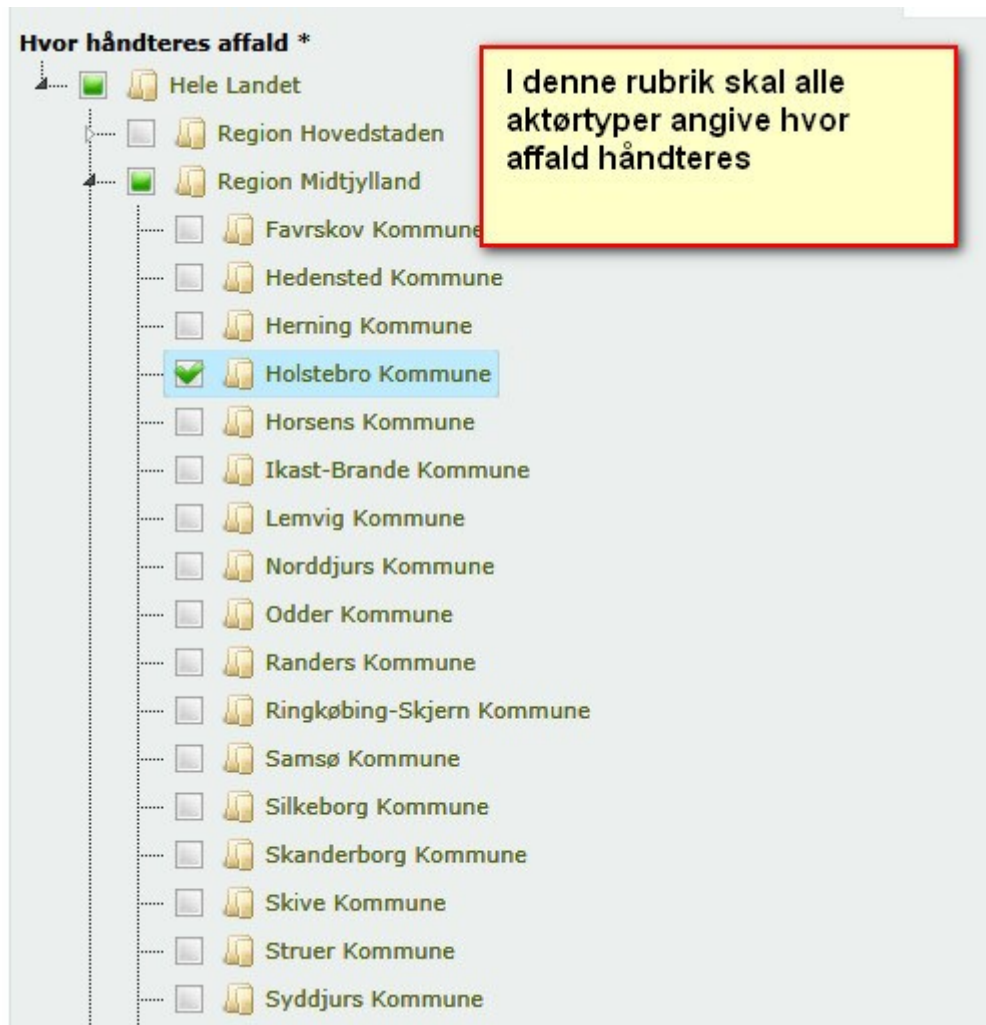 Hvor håndteres affald *
Hele Landet
Region Hovedstaden
Region Midtjylland
Favrskov Kommune
Hedensted Kommune
Herning Kommune
Holstebro Kommune
Horsens Kommune
Ikast-Brande Kommune
Lemvig Kommune
Norddjurs Kommune
Odder Kommune
Randers Kommune
Ringkøbing-Skjern Kommune
Samsø Kommune
Silkeborg Kommune
Skanderborg Kommune
Skive Kommune
Struer Kommune
Syddjurs Kommune
I denne rubrik skal alle
aktørtyper angive hvor
affald håndteres